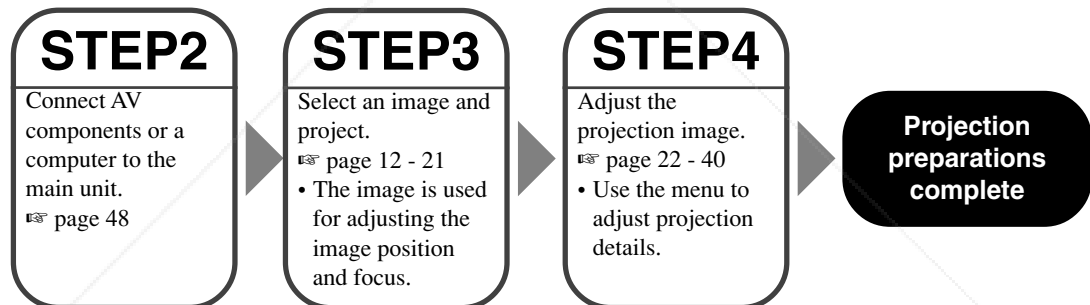 STEP2
Connect AV
components or a
computer to the
main unit.
☞ page 48
STEP3
Select an image and
project.
☞ page 12 - 21
• The image is used
for adjusting the
image position
and focus.
STEP4
Adjust the
projection image.
☞ page 22 - 40
• Use the menu to
adjust projection
details.
Projection
preparations
complete